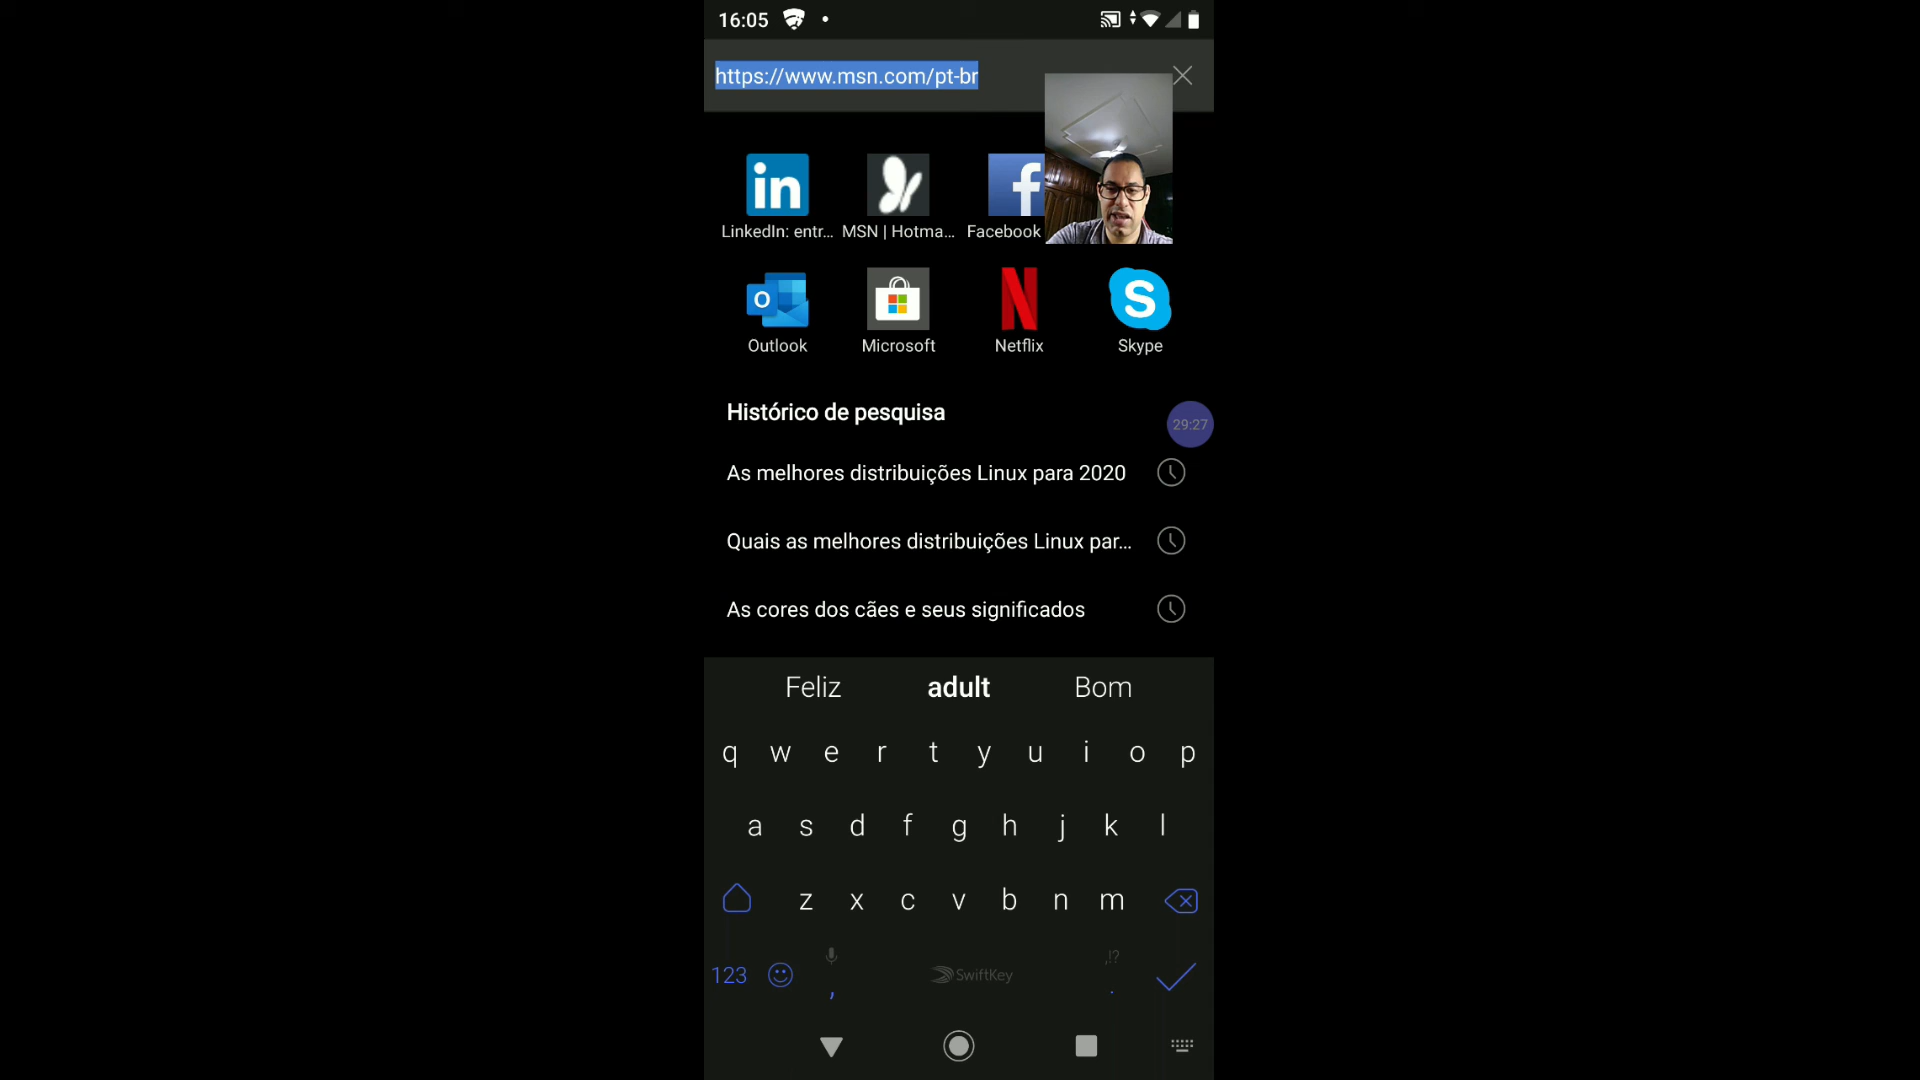 16:05
https://www.msn.com/pt-br
in
f
LinkedIn: entr...
MSN | Hotma...
Facebook
O
N
S
Outlook
Microsoft
Netflix
Skype
Histórico de pesquisa
29:27
As melhores distribuições Linux para 2020
Quais as melhores distribuições Linux par...
As cores dos cães e seus significados
Feliz
adult
Bom
q w e r t y u i o p
a s d f g h j k l
z x c v b n m
,!?
123
,
SwiftKey
.